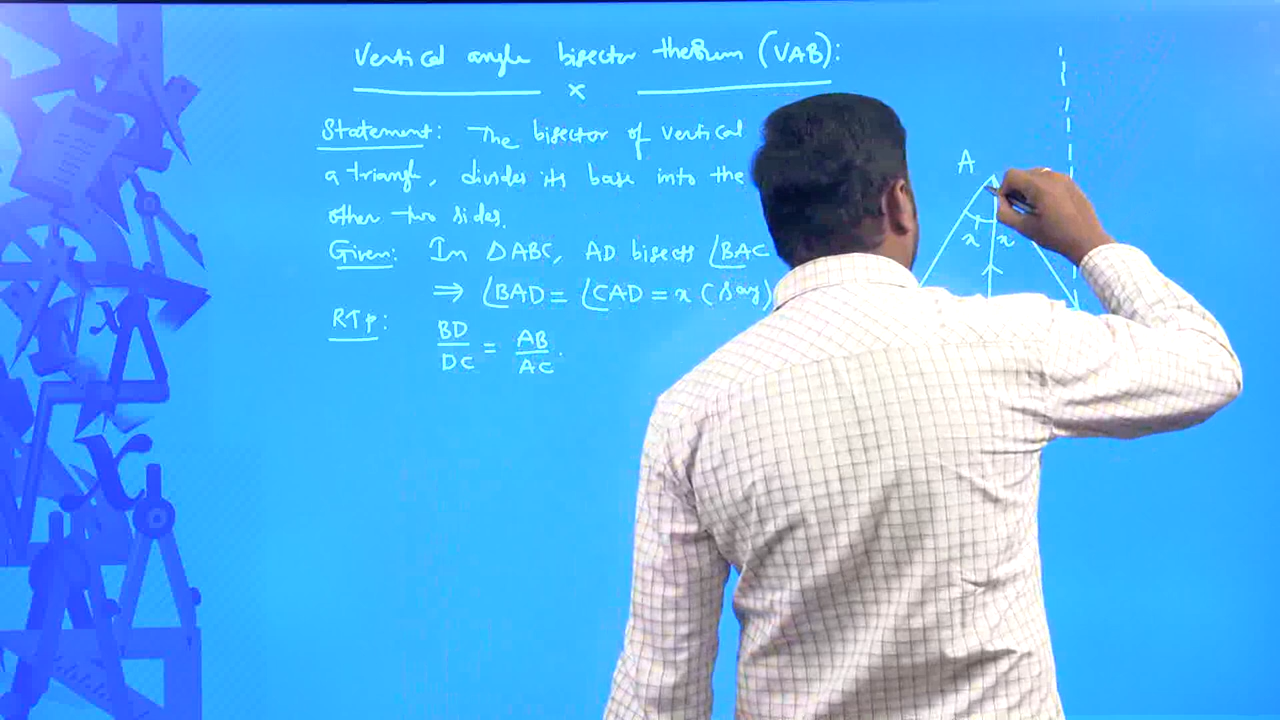 Vertical angle bisector theorem (VAB):
x
Statement: The bisector of vertical
a triangle, divides its base into the
other two sides.
Given: In ΔABC, AD bisects ∠BAC
⇒ ∠BAD = ∠CAD = x (say)
RTP: BD/DC = AB/AC.
A
x x